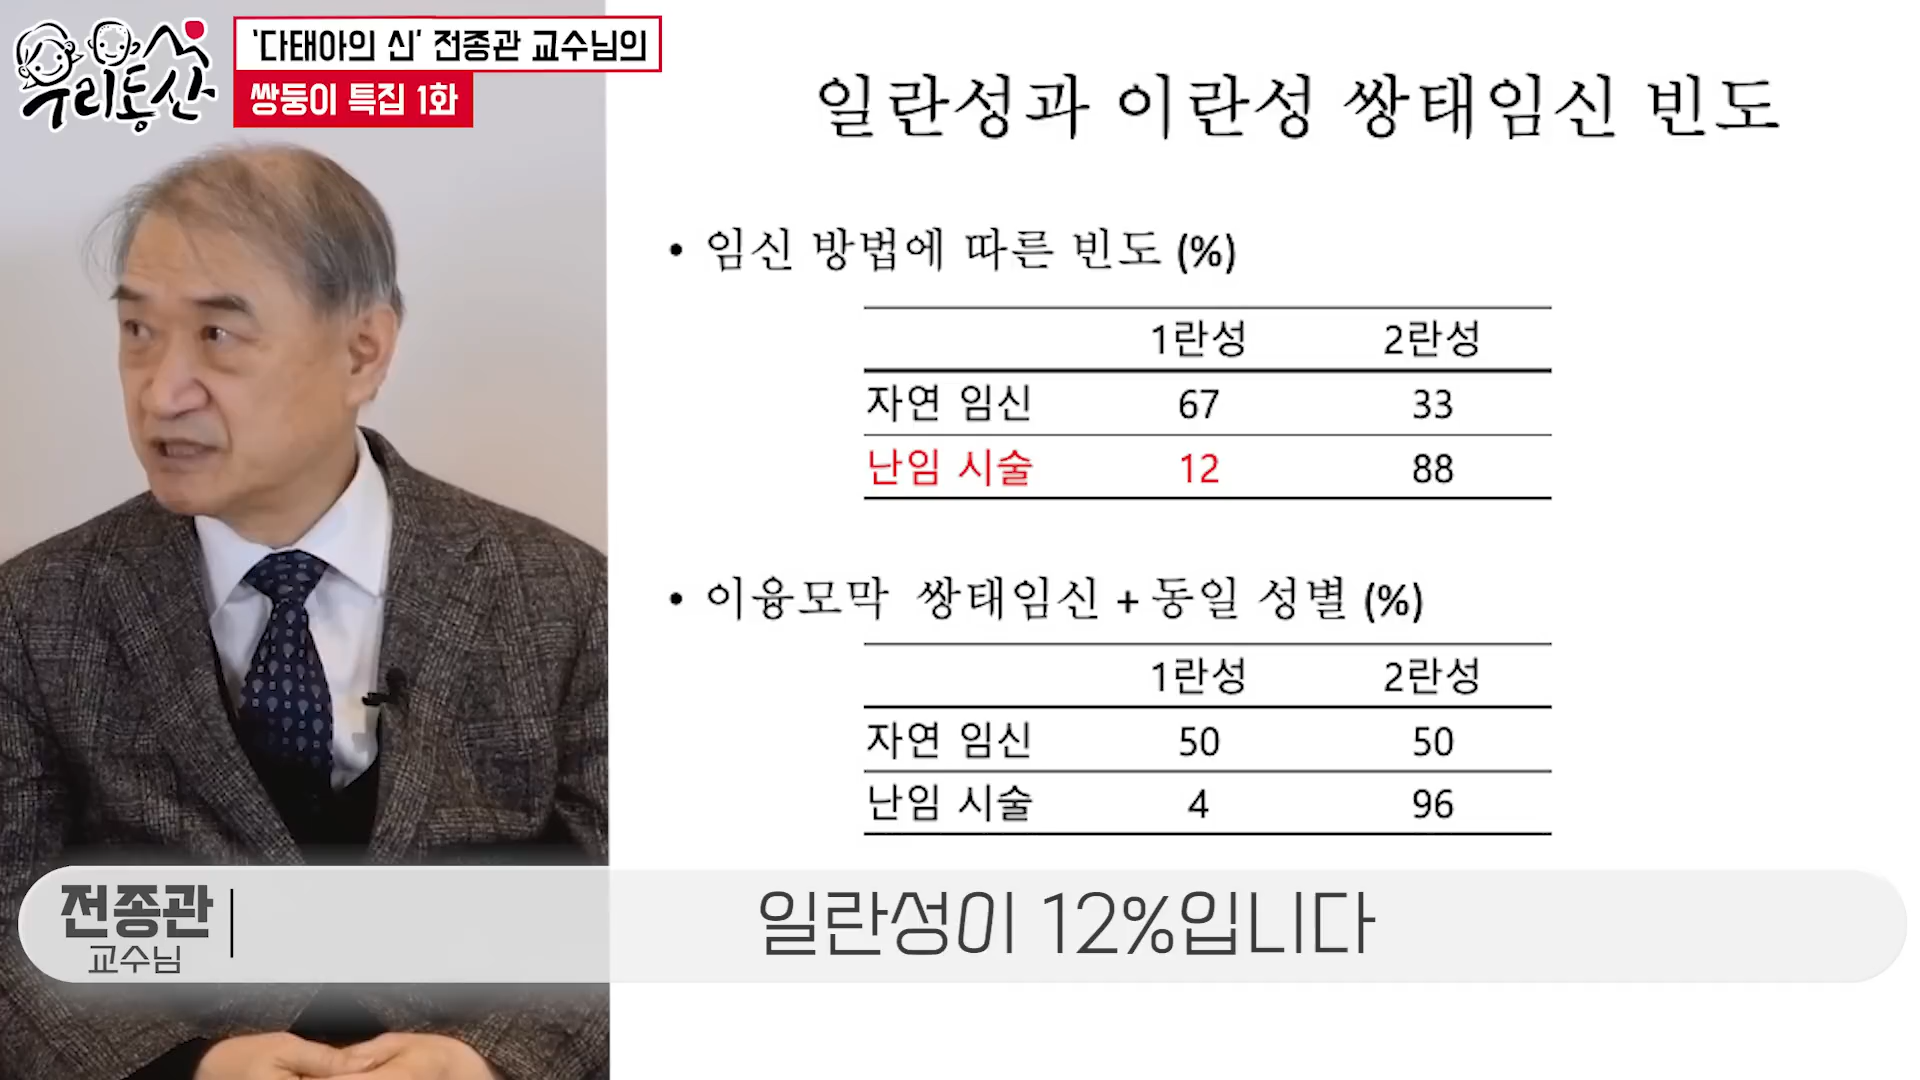 우리동산
'다태아의 신' 전종관 교수님의
쌍둥이 특집 1화
일란성과 이란성 쌍태임신 빈도
• 임신 방법에 따른 빈도 (%)
1란성 2란성
자연 임신 67 33
난임 시술 12 88
• 이융모막 쌍태임신 + 동일 성별 (%)
1란성 2란성
자연 임신 50 50
난임 시술 4 96
전종관
교수님
일란성이 12%입니다